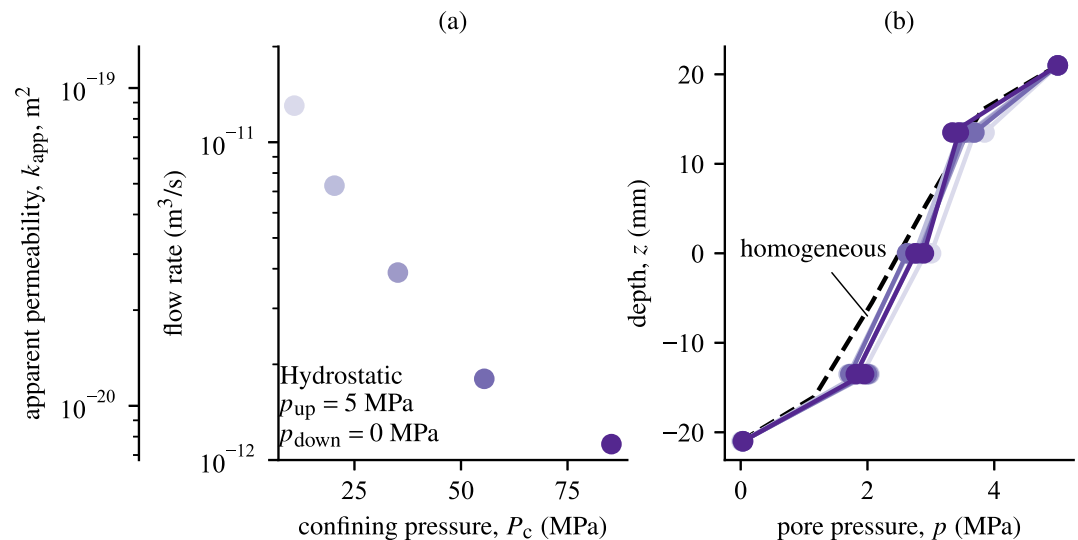 (a)
apparent permeability, k_app, m²
10⁻¹⁹
10⁻²⁰
flow rate (m³/s)
10⁻¹¹
10⁻¹²
Hydrostatic
p_up = 5 MPa
p_down = 0 MPa
25 50 75
confining pressure, P_c (MPa)
(b)
depth, z (mm)
20
10
0
−10
−20
homogeneous
0 2 4
pore pressure, p (MPa)